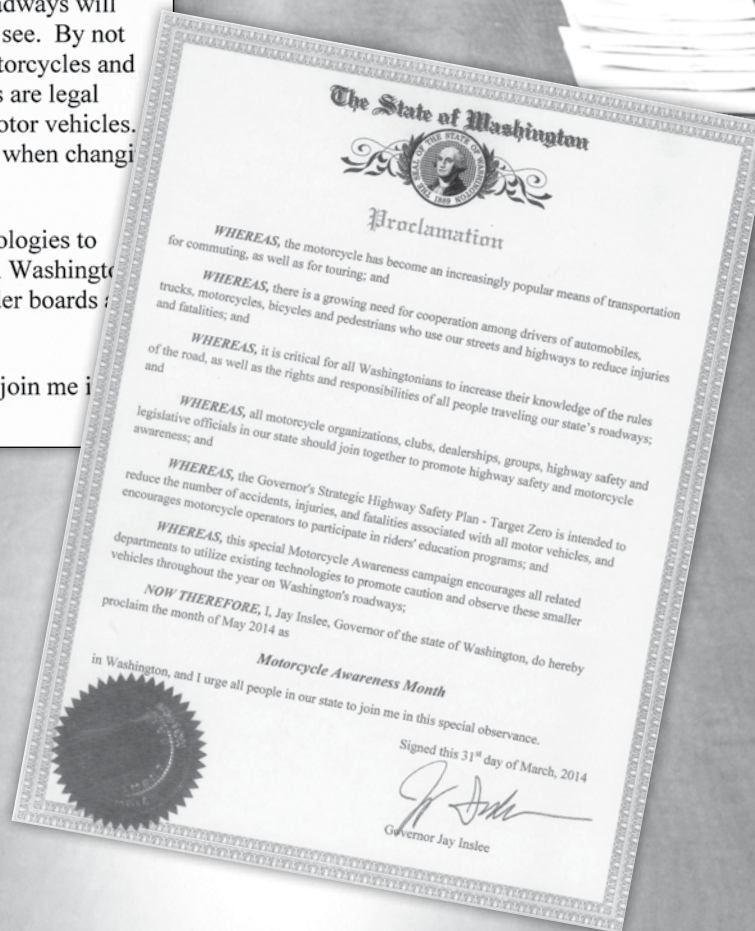 adways will
see. By not
torcycles and
s are legal
otor vehicles.
when changi
ologies to
Washingto
er boards
join me i
The State of Washington
THE SEAL OF THE STATE OF WASHINGTON
1889
Proclamation
WHEREAS, the motorcycle has become an increasingly popular means of transportation
for commuting, as well as for touring; and
WHEREAS, there is a growing need for cooperation among drivers of automobiles,
trucks, motorcycles, bicycles and pedestrians who use our streets and highways to reduce injuries
and fatalities; and
WHEREAS, it is critical for all Washingtonians to increase their knowledge of the rules
of the road, as well as the rights and responsibilities of all people traveling our state's roadways;
and
WHEREAS, all motorcycle organizations, clubs, dealerships, groups, highway safety and
legislative officials in our state should join together to promote highway safety and motorcycle
awareness; and
WHEREAS, the Governor's Strategic Highway Safety Plan - Target Zero is intended to
reduce the number of accidents, injuries, and fatalities associated with all motor vehicles, and
encourages motorcycle operators to participate in riders' education programs; and
WHEREAS, this special Motorcycle Awareness campaign encourages all related
departments to utilize existing technologies to promote caution and observe these smaller
vehicles throughout the year on Washington's roadways;
NOW THEREFORE, I, Jay Inslee, Governor of the state of Washington, do hereby
proclaim the month of May 2014 as
Motorcycle Awareness Month
in Washington, and I urge all people in our state to join me in this special observance.
Signed this 31st day of March, 2014
Governor Jay Inslee